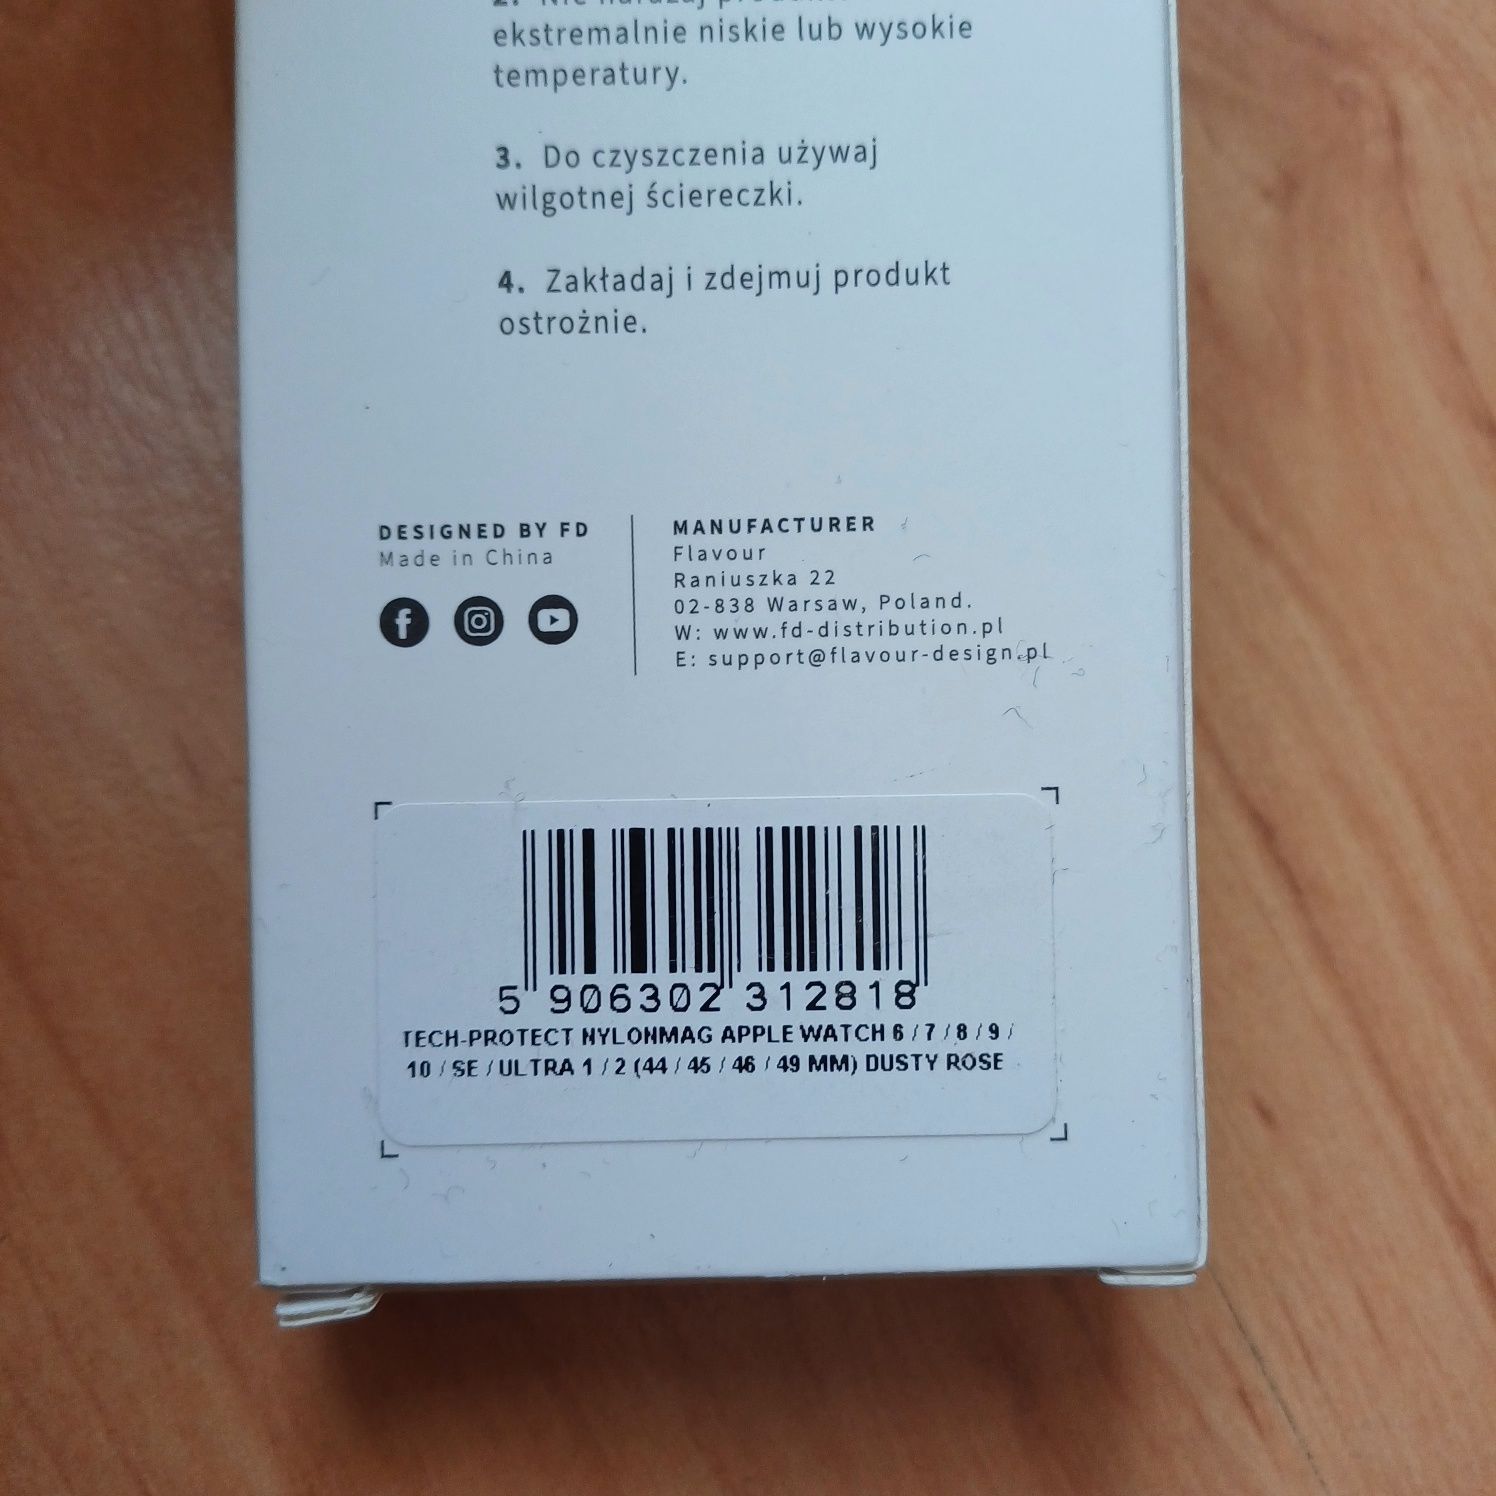 2. Nie narażaj
ekstremalnie niskie lub wysokie
temperatury.
3. Do czyszczenia używaj
wilgotnej ściereczki.
4. Zakładaj i zdejmuj produkt
ostrożnie.
DESIGNED BY FD
Made in China
MANUFACTURER
Flavour
Raniuszka 22
02-838 Warsaw, Poland.
W: www.fd-distribution.pl
E: support@flavour-design.pl
5 906302 312818
TECH-PROTECT NYLONMAG APPLE WATCH 6 / 7 / 8 / 9 /
10 / SE / ULTRA 1 / 2 (44 / 45 / 46 / 49 MM) DUSTY ROSE